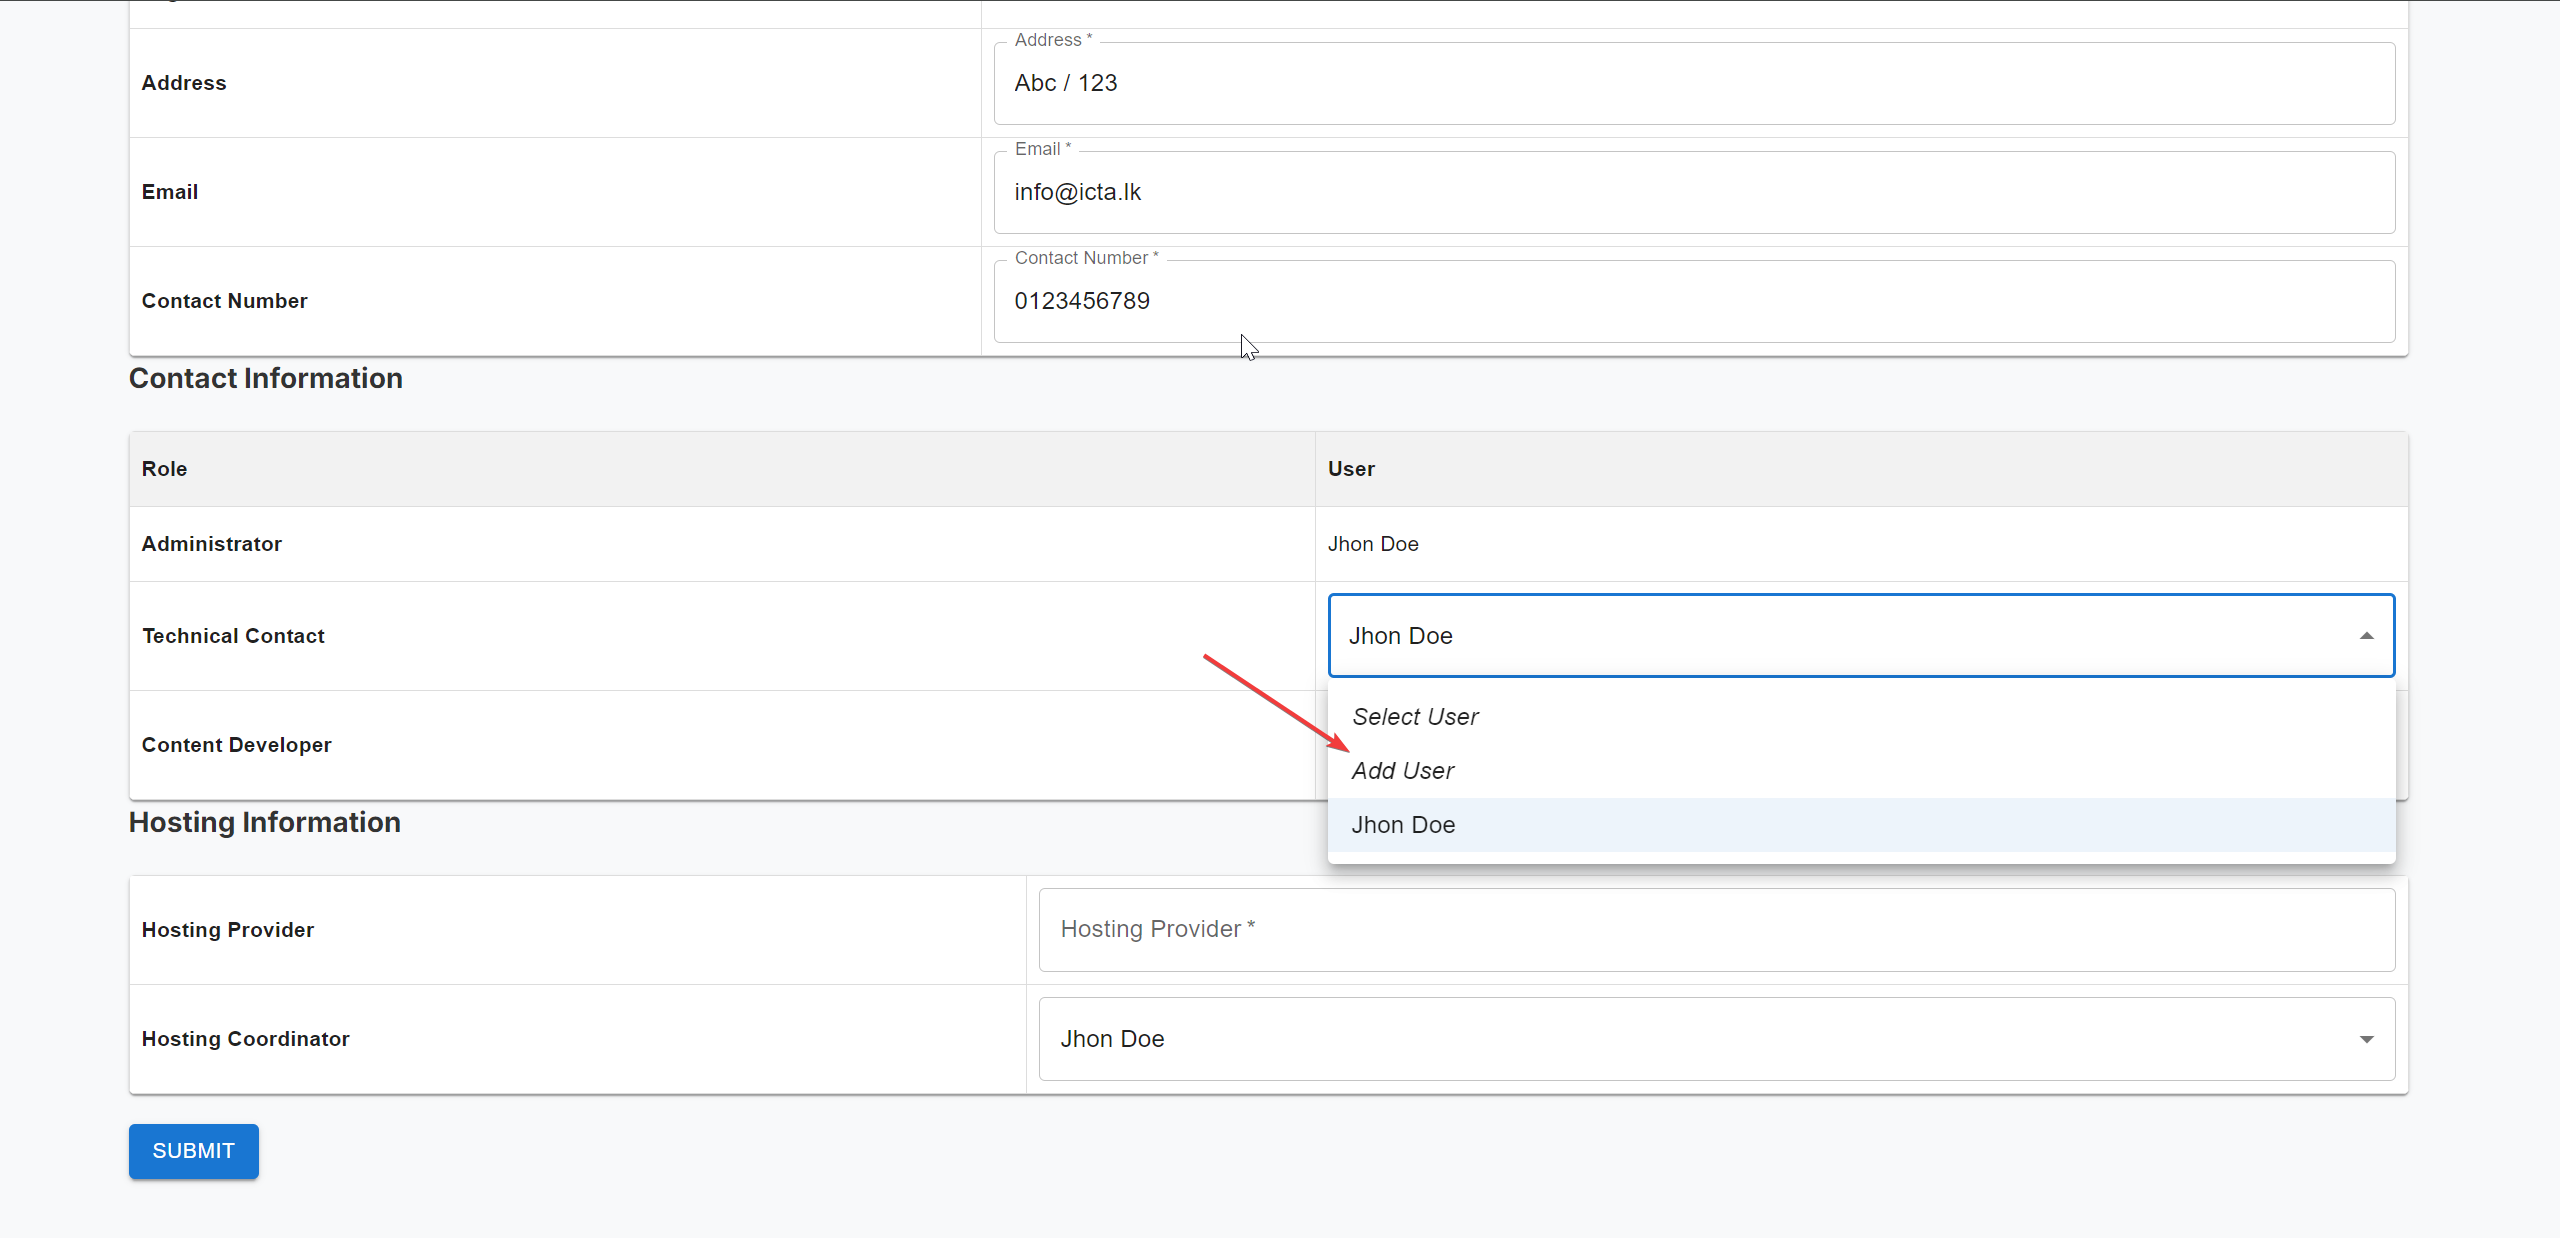 Address *
Address
Abc / 123
Email *
Email
info@icta.lk
Contact Number *
Contact Number
0123456789
Contact Information
Role
User
Administrator
Jhon Doe
Technical Contact
Jhon Doe
Select User
Content Developer
Add User
Jhon Doe
Hosting Information
Hosting Provider
Hosting Provider *
Hosting Coordinator
Jhon Doe
SUBMIT